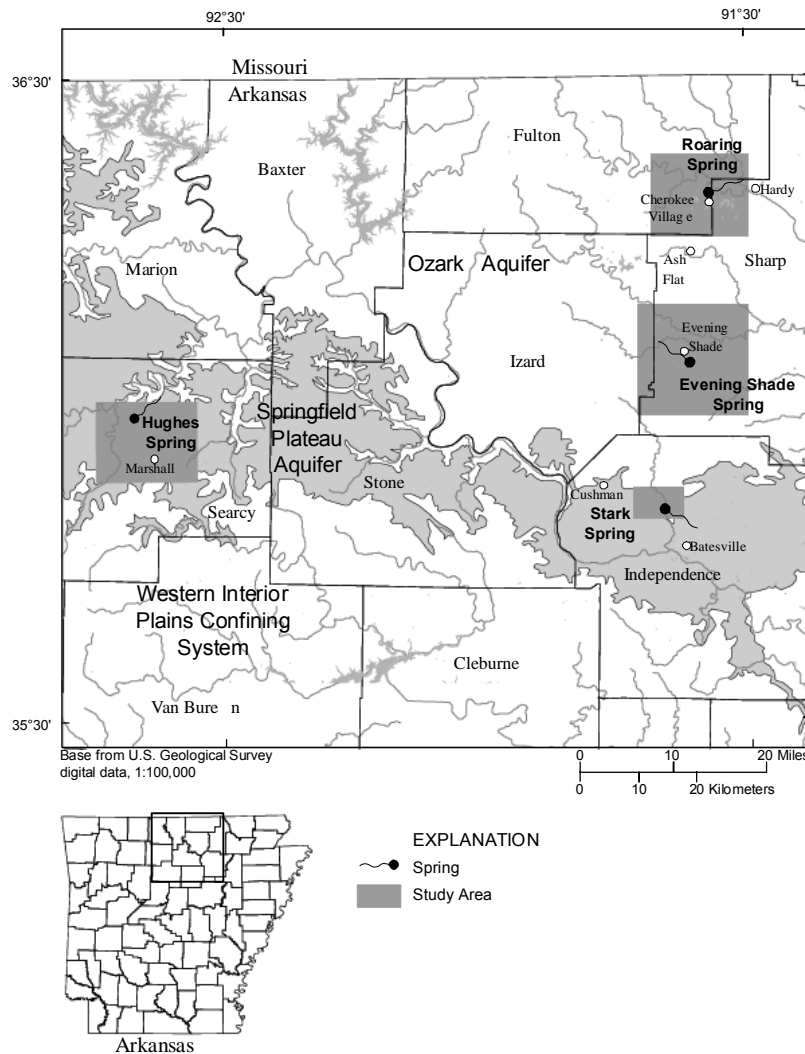 92°30'
91°30'
36°30'
Missouri
Arkansas
Fulton
Roaring
Spring
Baxter
Cherokee
Villag e
Hardy
Marion
Ozark Aquifer
Ash
Flat
Sharp
Evening
Shade
Izard
Evening Shade
Spring
Hughes
Spring
Springfield
Plateau
Aquifer
Marshall
Stone
Cushman
Searcy
Stark
Spring
Batesville
Independence
Western Interior
Plains Confining
System
Cleburne
Van Bure n
35°30'
Base from U.S. Geological Survey
digital data, 1:100,000
0 10 20 Miles
0 10 20 Kilometers
EXPLANATION
Spring
Study Area
Arkansas